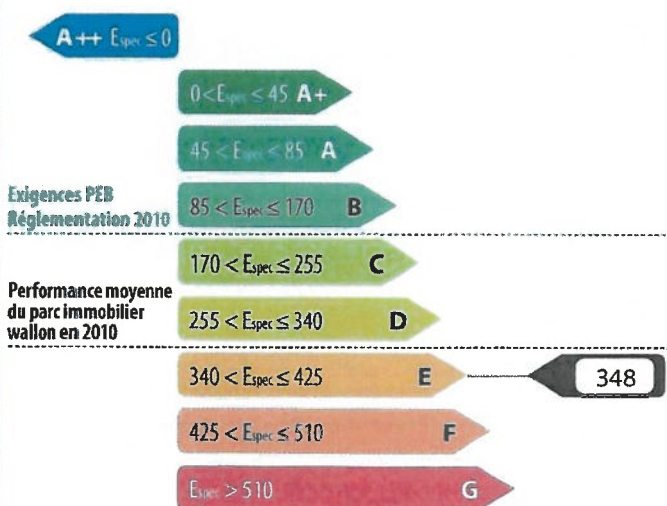 A++ Espec ≤ 0
0 < Espec ≤ 45 A+
45 < Espec ≤ 85 A
Exigences PEB
Réglementation 2010
85 < Espec ≤ 170 B
170 < Espec ≤ 255 C
Performance moyenne
du parc immobilier
wallon en 2010
255 < Espec ≤ 340 D
340 < Espec ≤ 425 E
348
425 < Espec ≤ 510 F
Espec > 510 G